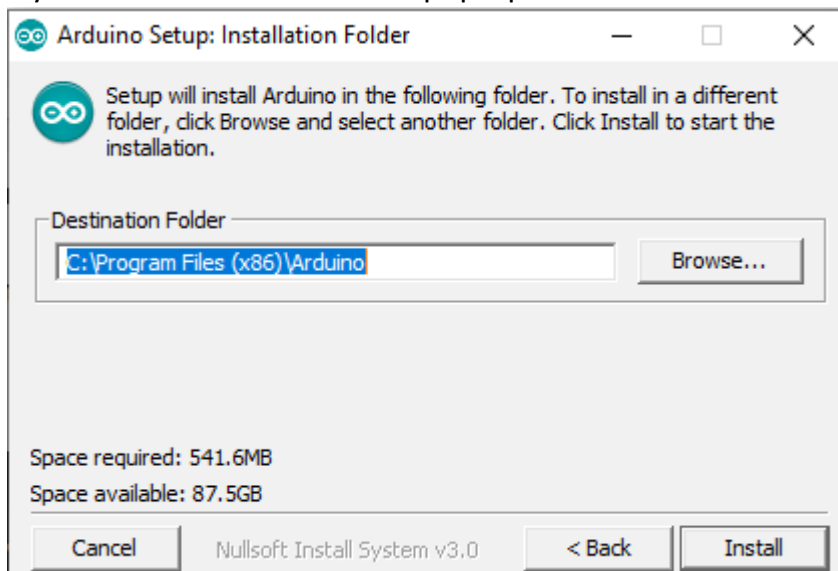 Arduino Setup: Installation Folder
Setup will install Arduino in the following folder. To install in a different
folder, click Browse and select another folder. Click Install to start the
installation.
Destination Folder
C:\Program Files (x86)\Arduino
Browse...
Space required: 541.6MB
Space available: 87.5GB
Cancel
Nullsoft Install System v3.0
< Back
Install